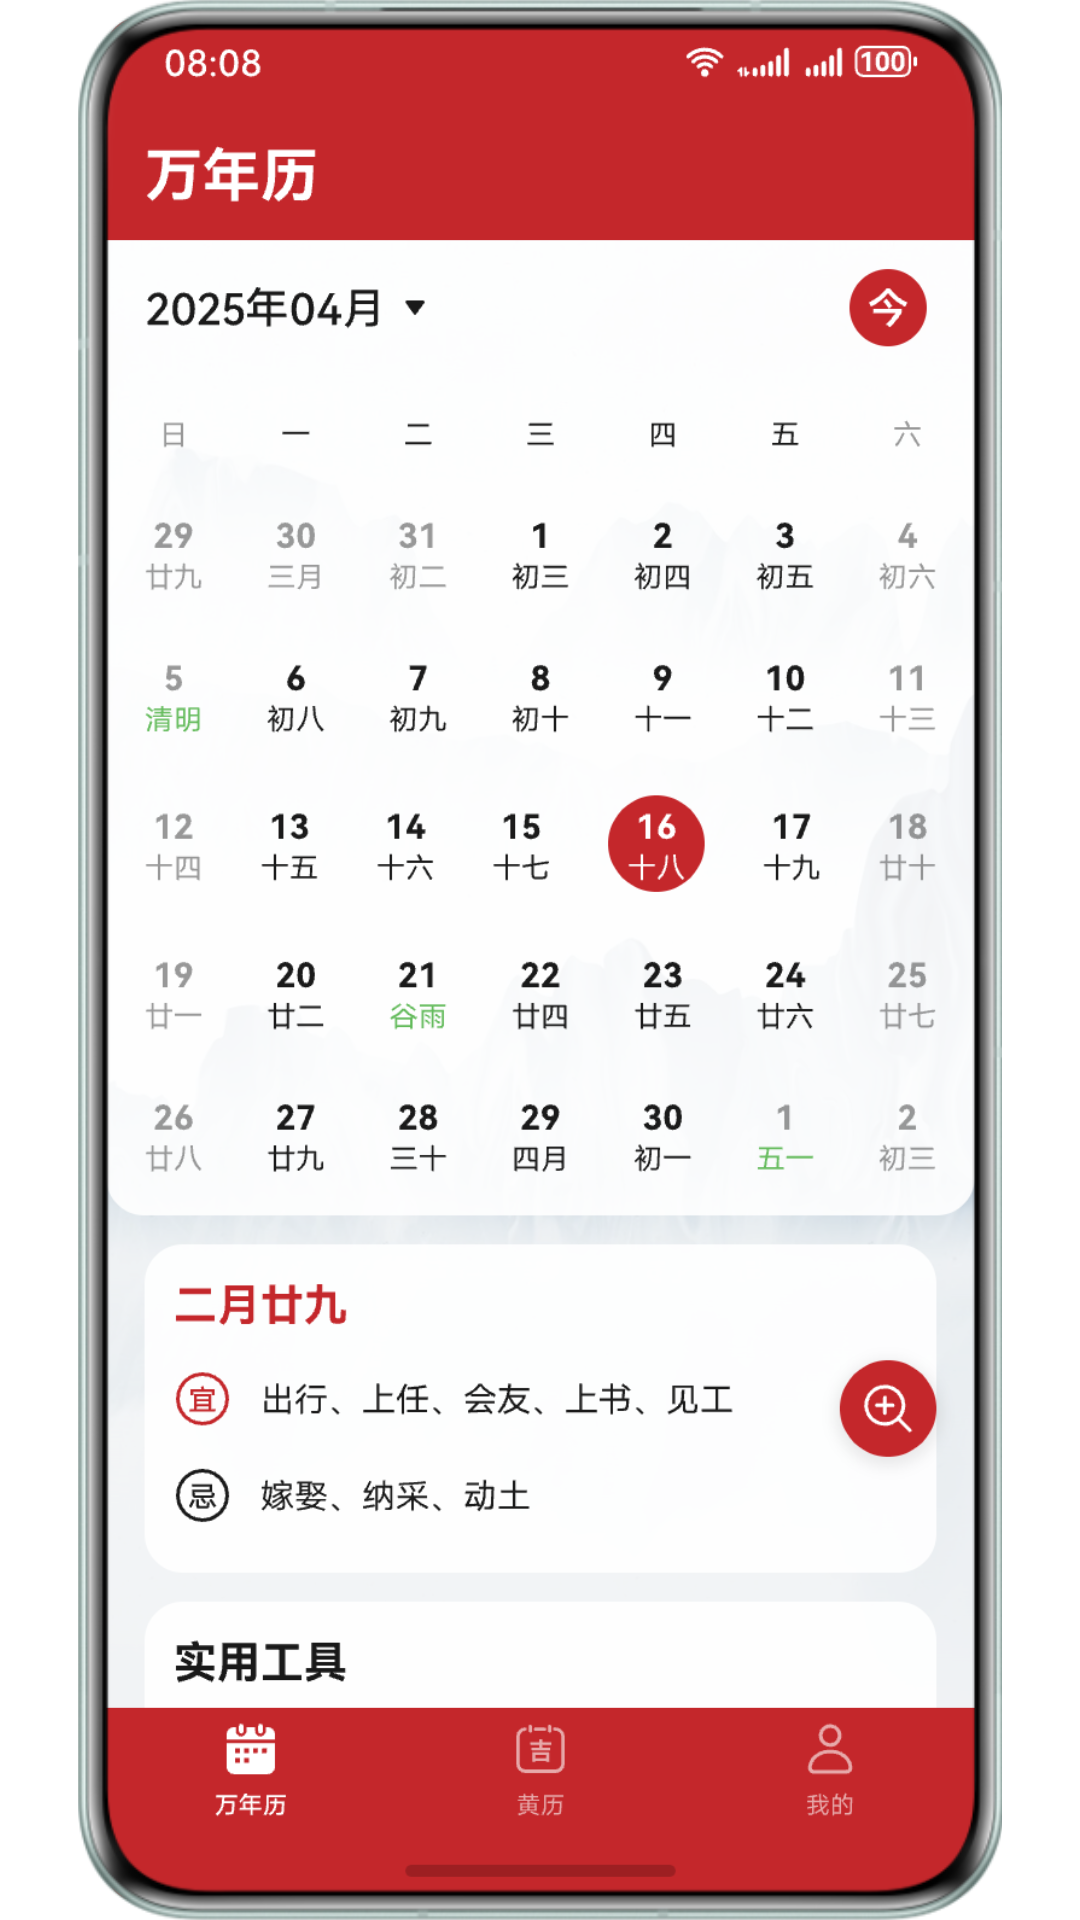 08:08 100
万年历
2025年04月 今
日 一 二 三 四 五 六
29 30 31 1 2 3 4
廿九 三月 初二 初三 初四 初五 初六
5 6 7 8 9 10 11
清明 初八 初九 初十 十一 十二 十三
12 13 14 15 16 17 18
十四 十五 十六 十七 十八 十九 廿十
19 20 21 22 23 24 25
廿一 廿二 谷雨 廿四 廿五 廿六 廿七
26 27 28 29 30 1 2
廿八 廿九 三十 四月 初一 五一 初三
二月廿九
宜 出行、上任、会友、上书、见工
忌 嫁娶、纳采、动土
实用工具
吉
万年历 黄历 我的